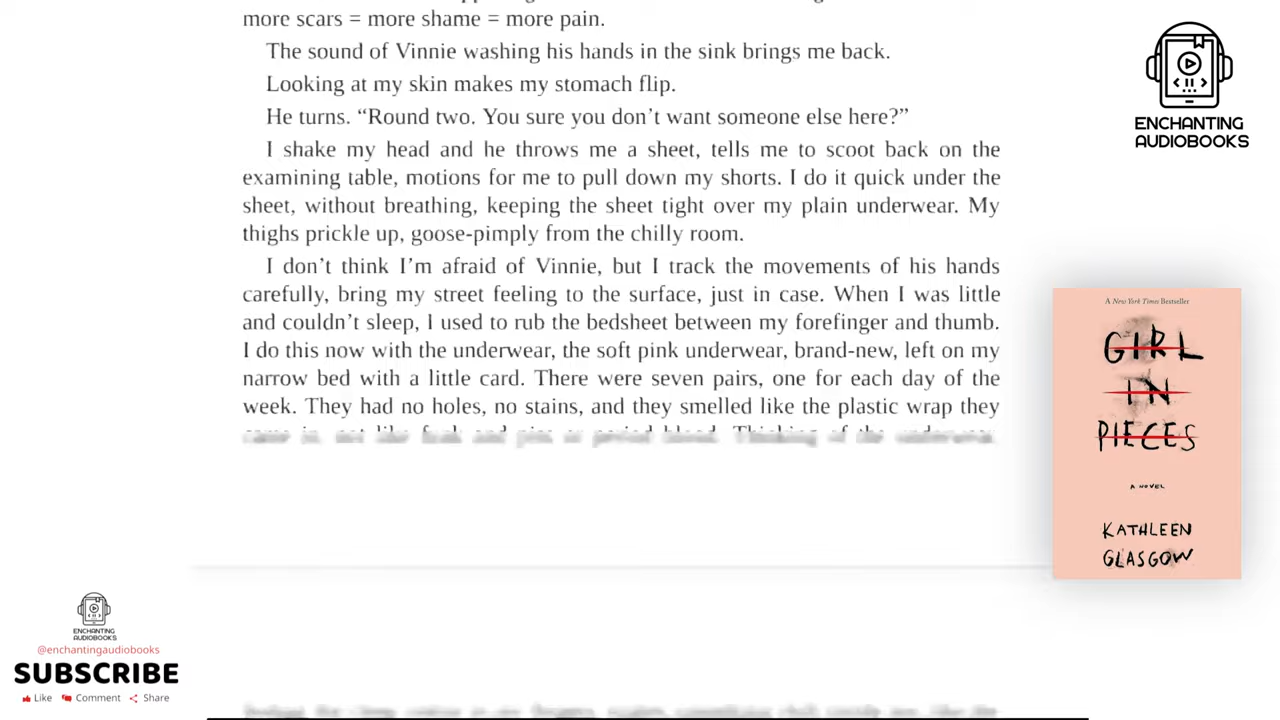 more scars = more shame = more pain.
The sound of Vinnie washing his hands in the sink brings me back.
Looking at my skin makes my stomach flip.
He turns. “Round two. You sure you don’t want someone else here?”
I shake my head and he throws me a sheet, tells me to scoot back on the
examining table, motions for me to pull down my shorts. I do it quick under the
sheet, without breathing, keeping the sheet tight over my plain underwear. My
thighs prickle up, goose-pimply from the chilly room.
I don’t think I’m afraid of Vinnie, but I track the movements of his hands
carefully, bring my street feeling to the surface, just in case. When I was little
and couldn’t sleep, I used to rub the bedsheet between my forefinger and thumb.
I do this now with the underwear, the soft pink underwear, brand-new, left on my
narrow bed with a little card. There were seven pairs, one for each day of the
week. They had no holes, no stains, and they smelled like the plastic wrap they
ENCHANTING
AUDIOBOOKS
A New York Times Bestseller
GIRL
IN
PIECES
A NOVEL
KATHLEEN
GLASGOW
ENCHANTING
AUDIOBOOKS
@enchantingaudiobooks
SUBSCRIBE
Like Comment Share